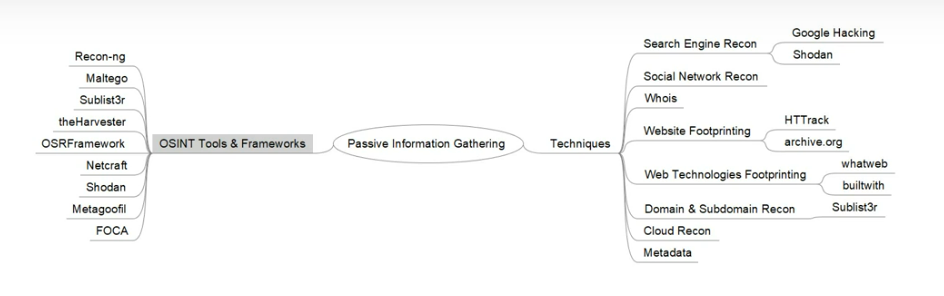 Recon-ng
Maltego
Sublist3r
theHarvester
OSRFramework
Netcraft
Shodan
Metagoofil
FOCA
OSINT Tools & Frameworks
Passive Information Gathering
Techniques
Search Engine Recon
Google Hacking
Shodan
Social Network Recon
Whois
Website Footprinting
HTTrack
archive.org
Web Technologies Footprinting
whatweb
builtwith
Domain & Subdomain Recon
Sublist3r
Cloud Recon
Metadata